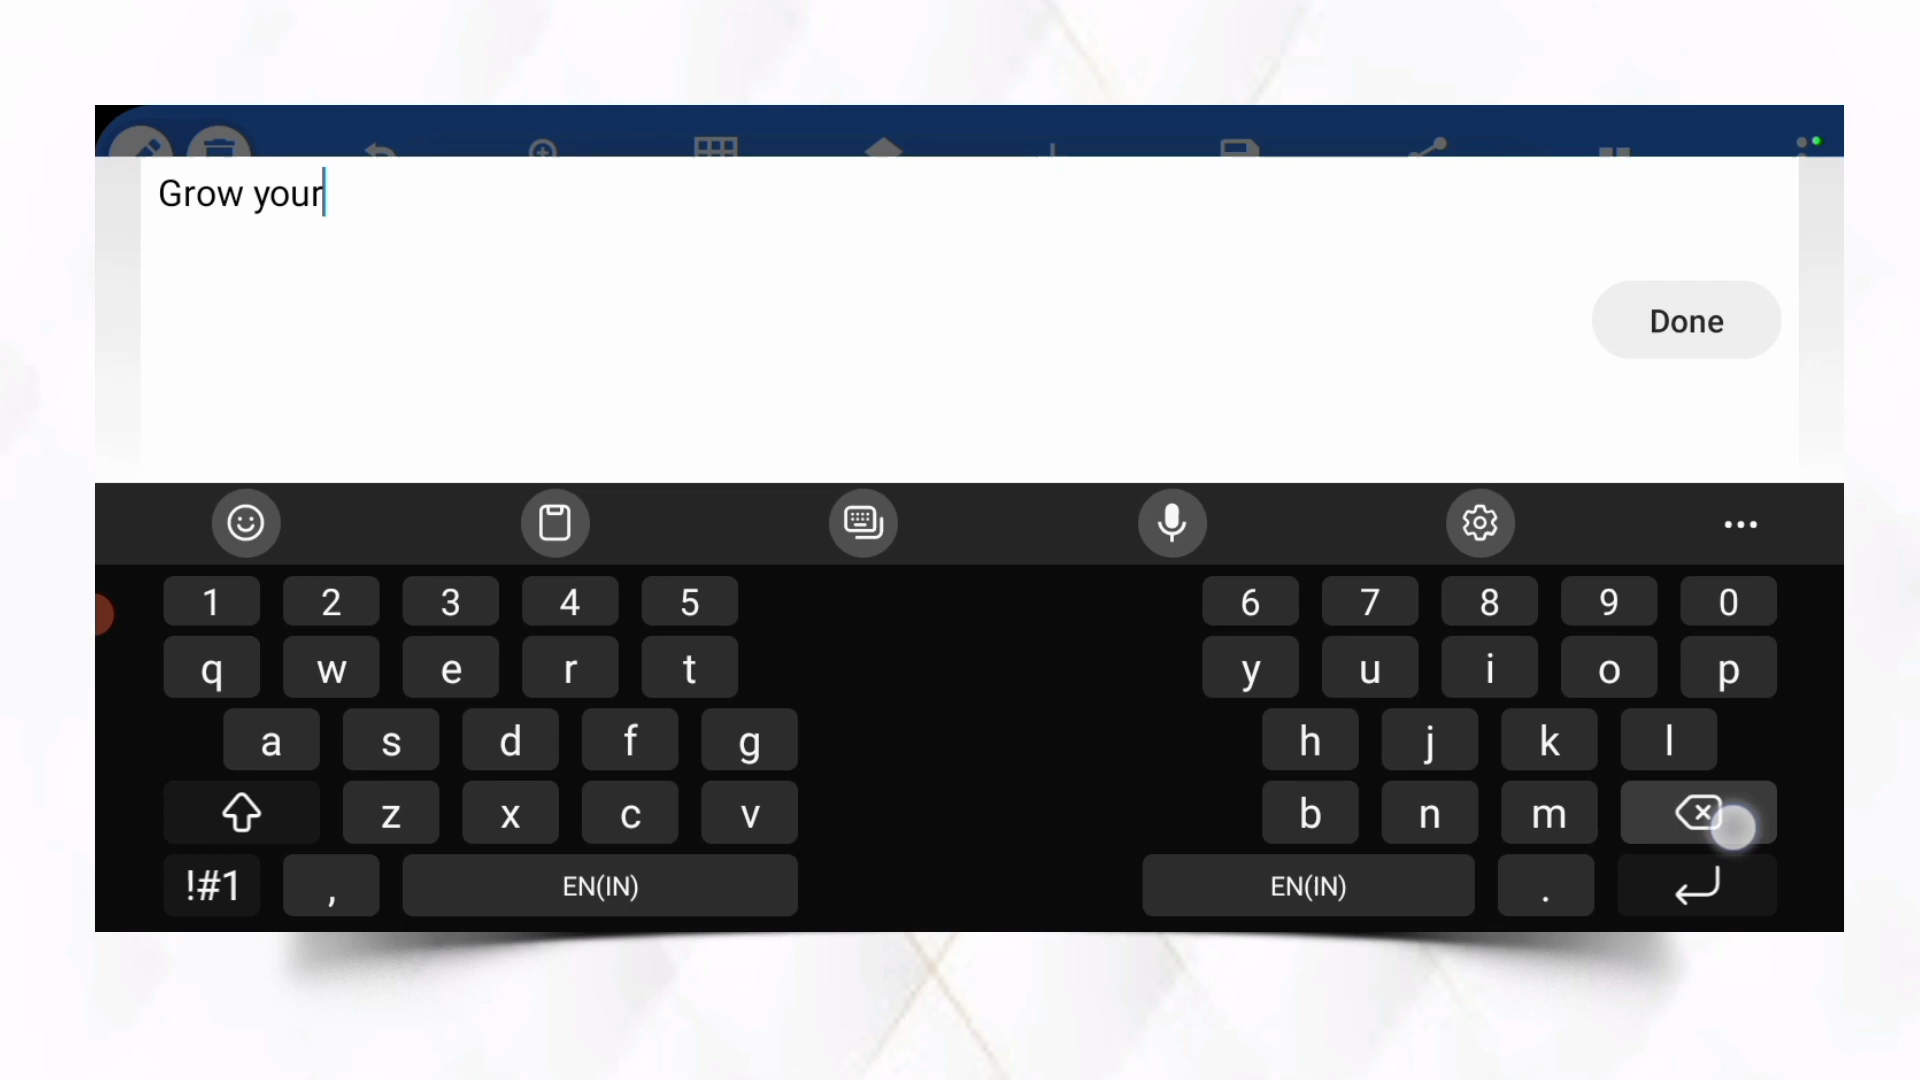 Grow your
Done
1 2 3 4 5 6 7 8 9 0
q w e r t y u i o p
a s d f g h j k l
z x c v b n m
!#1 , EN(IN) EN(IN) .